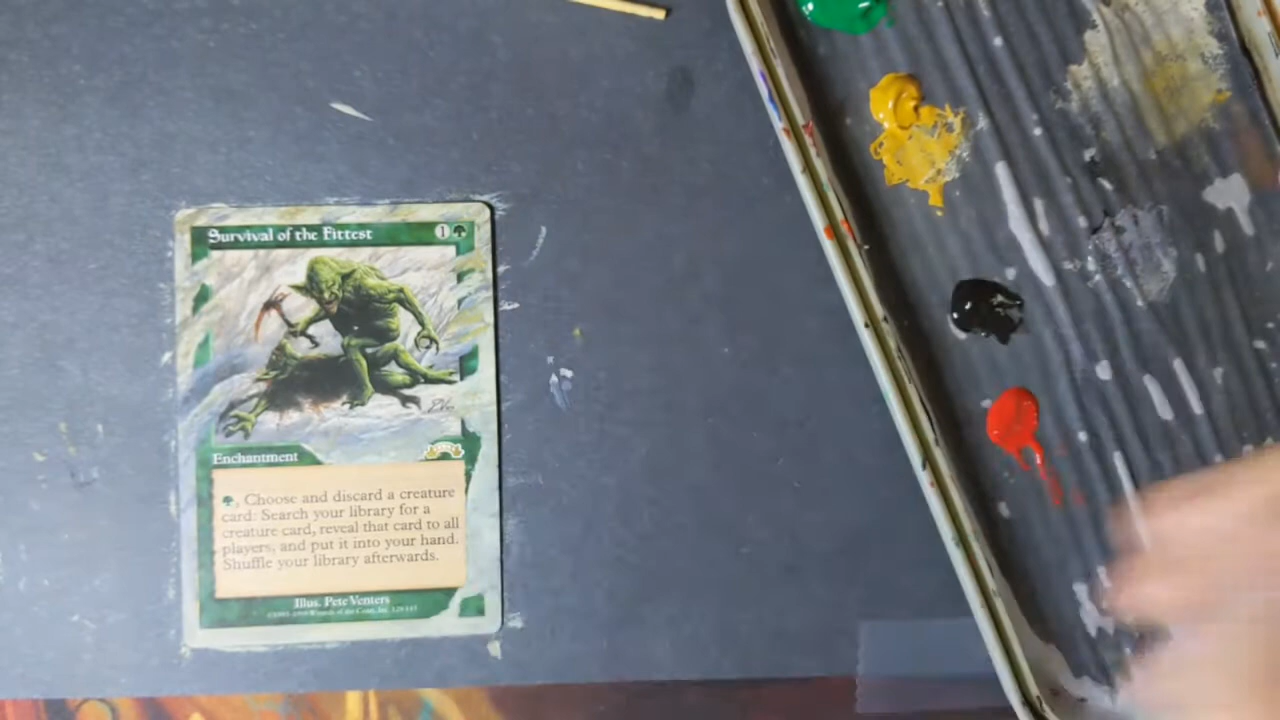 Survival of the Fittest 1
Enchantment
, Choose and discard a creature
card: Search your library for a
creature card, reveal that card to all
players, and put it into your hand.
Shuffle your library afterwards.
Illus. Pete Venters